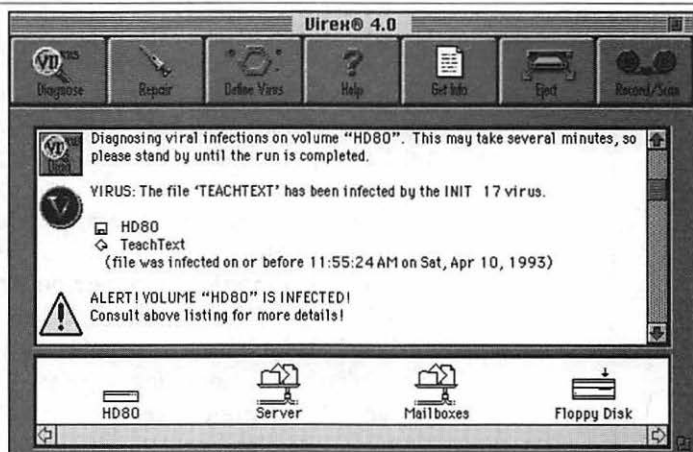 Virex® 4.0
Diagnose Repair Define Virus Help Get Info Eject Record/Scan
Diagnosing viral infections on volume "HD80". This may take several minutes, so
please stand by until the run is completed.
VIRUS: The file 'TEACHTEXT' has been infected by the INIT 17 virus.
HD80
TeachText
(file was infected on or before 11:55:24 AM on Sat, Apr 10, 1993)
ALERT! VOLUME "HD80" IS INFECTED!
Consult above listing for more details!
HD80 Server Mailboxes Floppy Disk